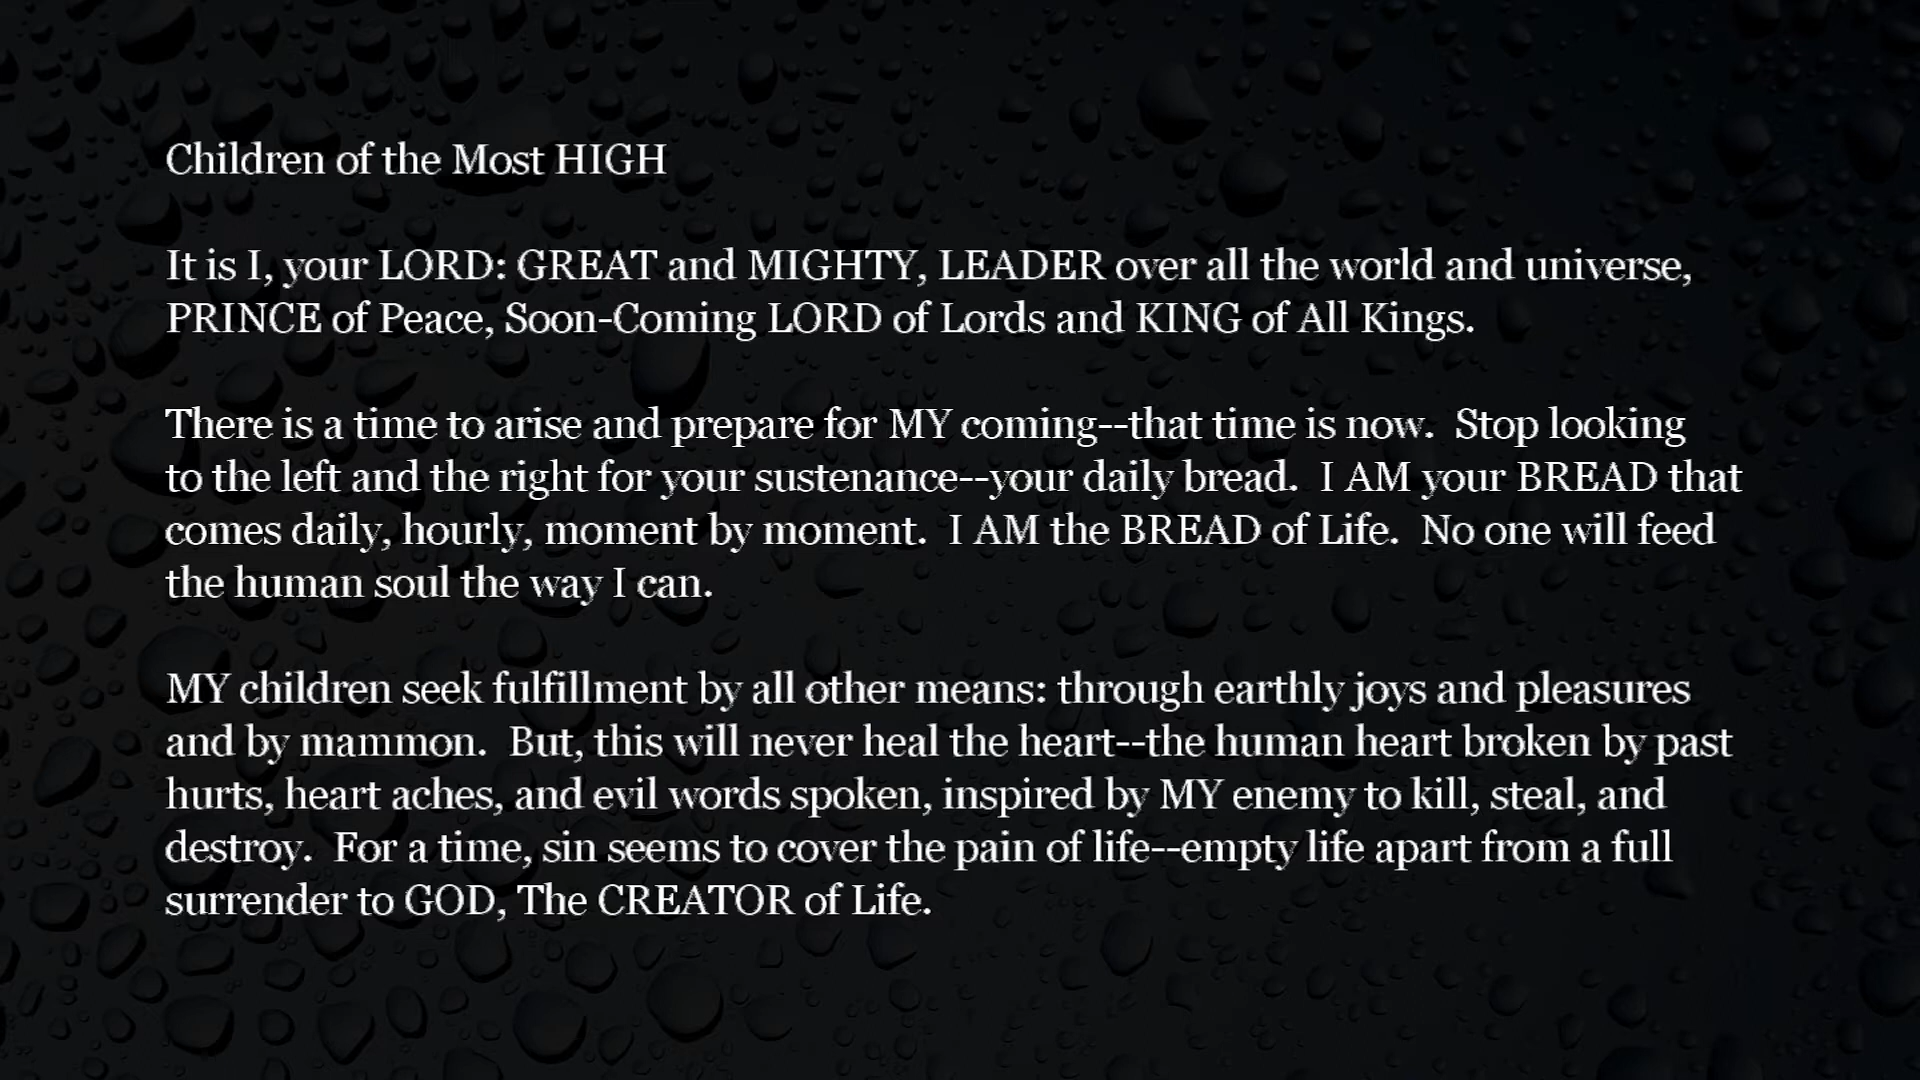 Children of the Most HIGH
It is I, your LORD: GREAT and MIGHTY, LEADER over all the world and universe,
PRINCE of Peace, Soon-Coming LORD of Lords and KING of All Kings.
There is a time to arise and prepare for MY coming--that time is now.  Stop looking
to the left and the right for your sustenance--your daily bread.  I AM your BREAD that
comes daily, hourly, moment by moment.  I AM the BREAD of Life.  No one will feed
the human soul the way I can.
MY children seek fulfillment by all other means: through earthly joys and pleasures
and by mammon.  But, this will never heal the heart--the human heart broken by past
hurts, heart aches, and evil words spoken, inspired by MY enemy to kill, steal, and
destroy.  For a time, sin seems to cover the pain of life--empty life apart from a full
surrender to GOD, The CREATOR of Life.